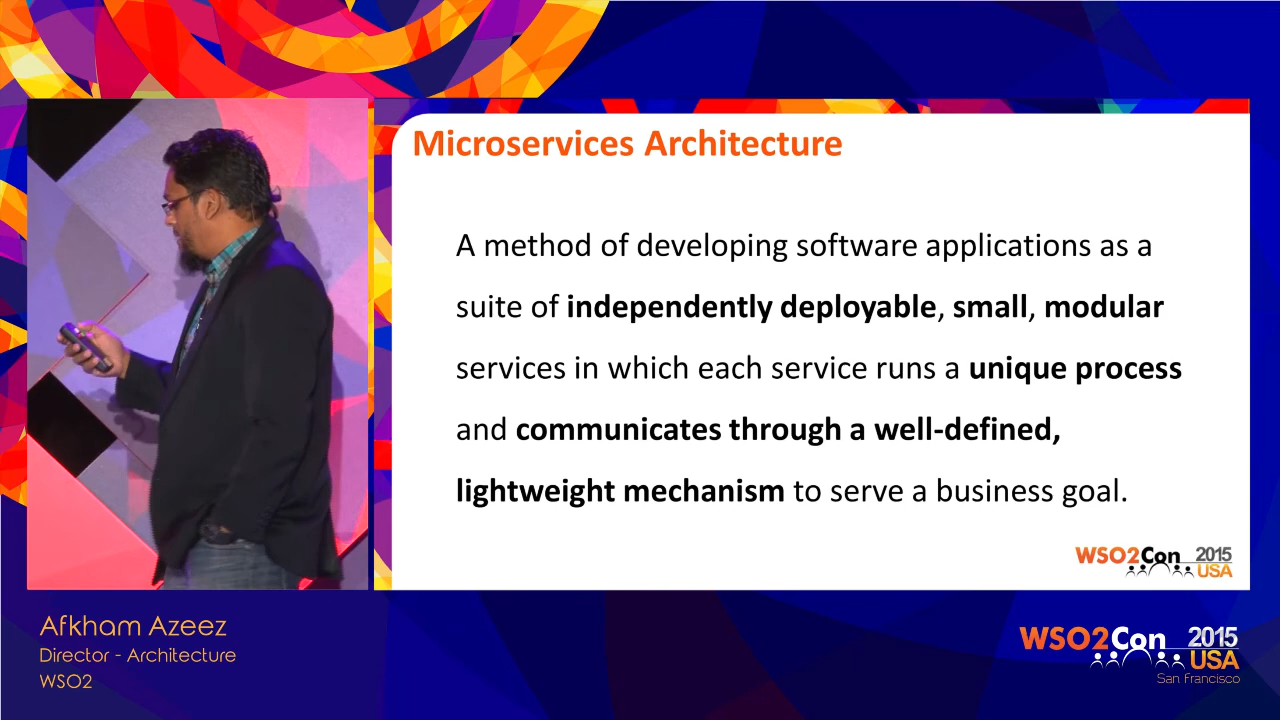 Microservices Architecture
A method of developing software applications as a
suite of independently deployable, small, modular
services in which each service runs a unique process
and communicates through a well-defined,
lightweight mechanism to serve a business goal.
WSO2Con 2015
USA
Afkham Azeez
Director - Architecture
WSO2
WSO2Con 2015
USA
San Francisco